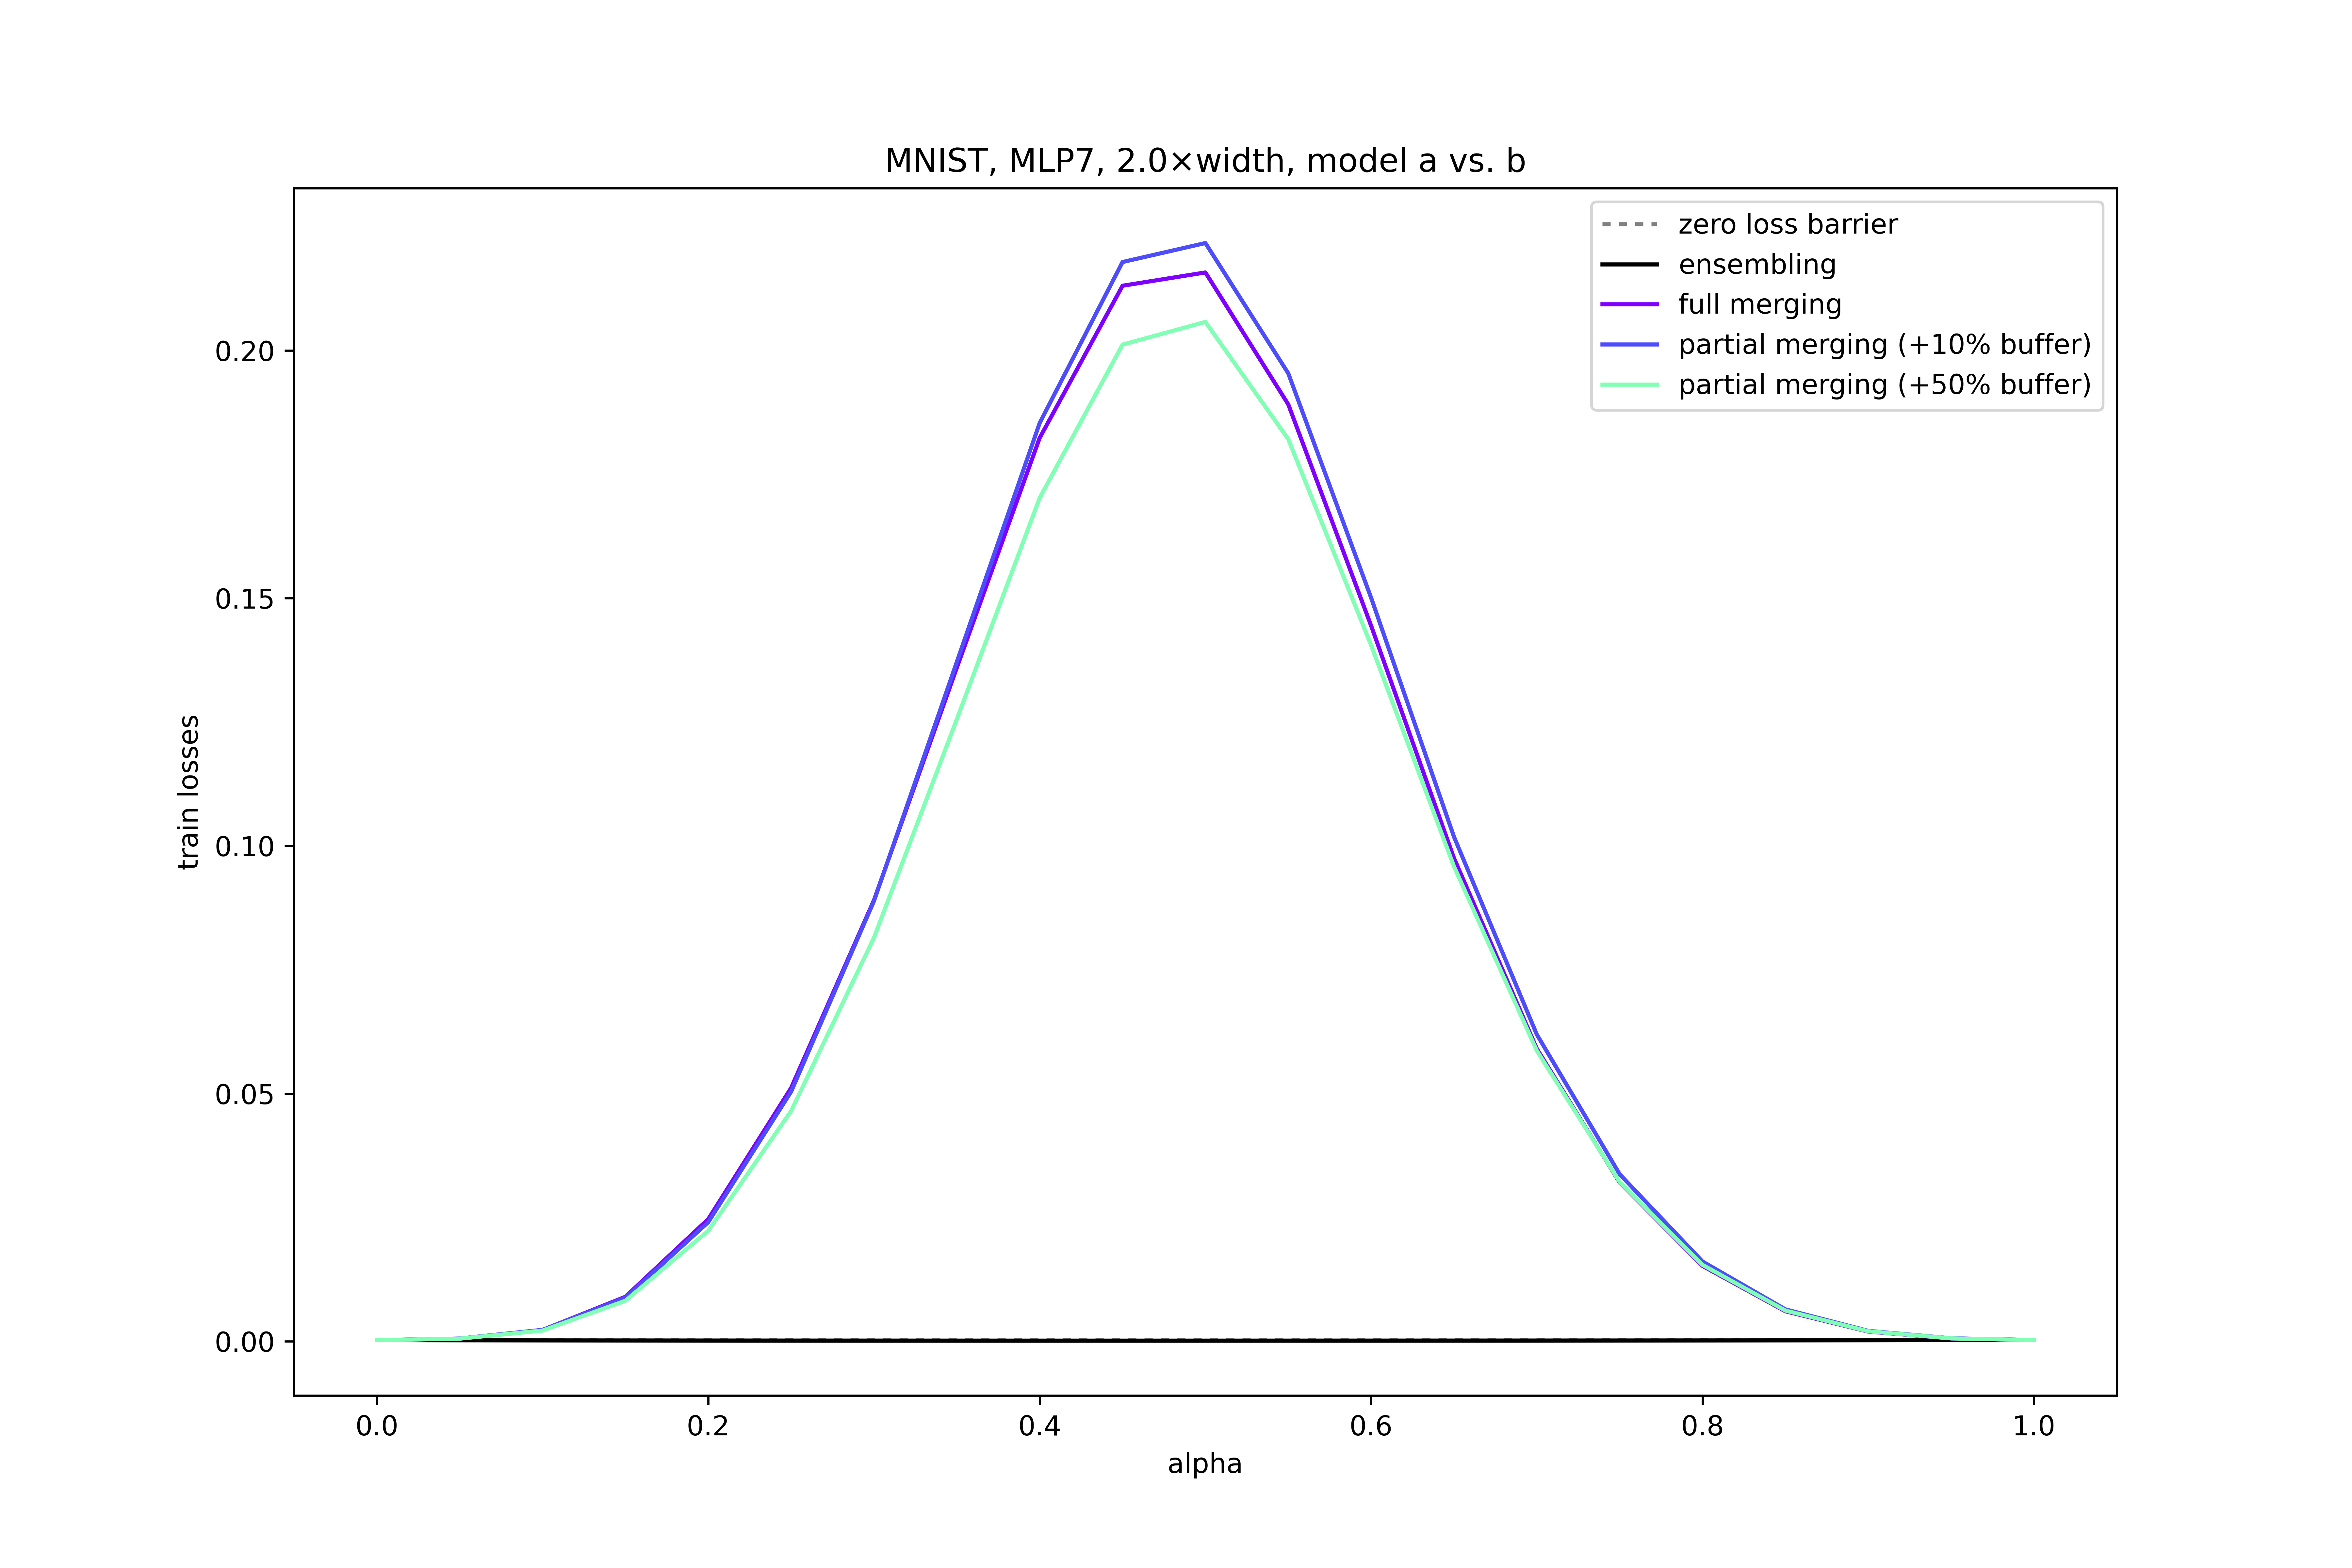 MNIST, MLP7, 2.0×width, model a vs. b
zero loss barrier
ensembling
full merging
partial merging (+10% buffer)
partial merging (+50% buffer)
train losses
0.20
0.15
0.10
0.05
0.00
0.0 0.2 0.4 0.6 0.8 1.0
alpha